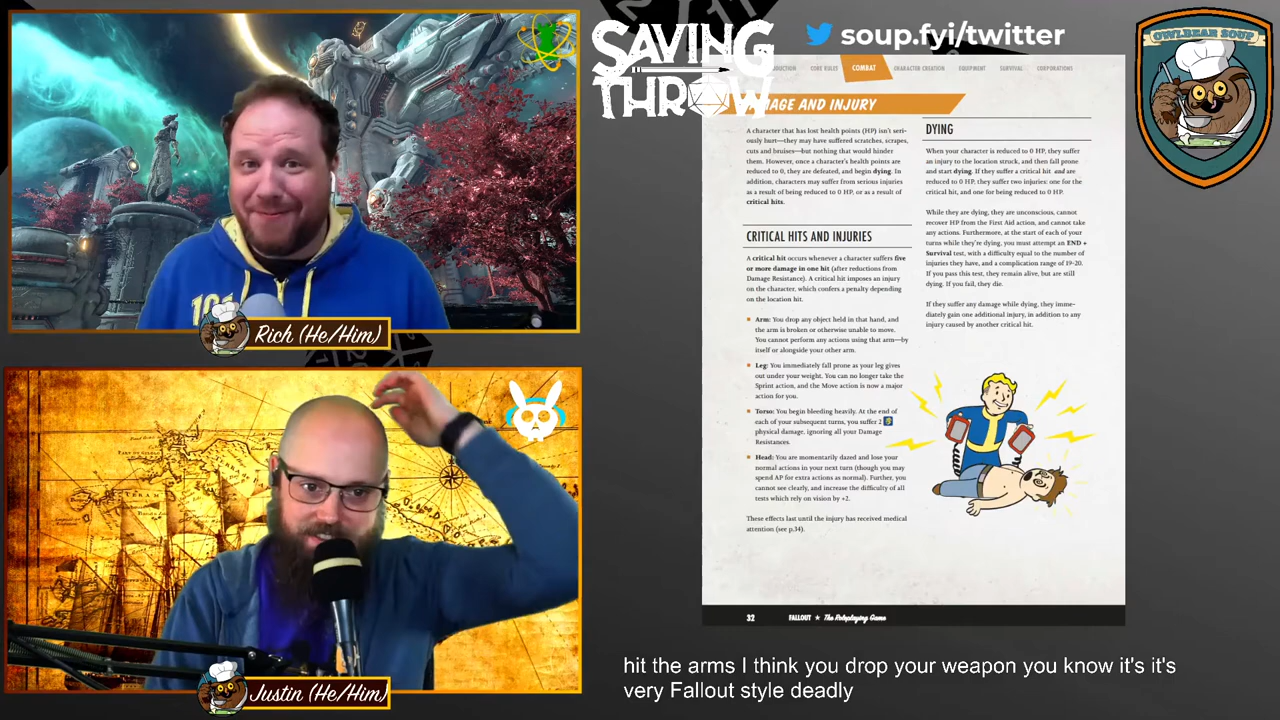 SAVING
THROW
soup.fyi/twitter
OWLBEAR SOUP
CORE RULES
COMBAT
CHARACTER CREATION
EQUIPMENT
SURVIVAL
CORPORATIONS
AND INJURY
A character that has lost health points (HP) isn't seri-
ously hurt—they may have suffered scratches, scrapes,
cuts and bruises—but nothing that would hinder
them. However, once a character's health points are
reduced to 0, they are defeated, and begin dying. In
addition, characters may suffer from serious injuries
as a result of being reduced to 0 HP, or as a result of
critical hits.
CRITICAL HITS AND INJURIES
A critical hit occurs whenever a character suffers five
or more damage in one hit (after reductions from
Damage Resistance). A critical hit imposes an injury
on the character, which confers a penalty depending
on the location hit.
Arm: You drop any object held in that hand, and
the arm is broken or otherwise unable to move.
You cannot perform any actions using that arm—by
itself or alongside your other arm.
Leg: You immediately fall prone as your leg gives
out under your weight. You can no longer take the
Sprint action, and the Move action is now a major
action for you.
Torso: You begin bleeding heavily. At the end of
each of your subsequent turns, you suffer 2
physical damage, ignoring all your Damage
Resistances.
Head: You are momentarily dazed and lose your
normal actions in your next turn (though you may
spend AP for extra actions as normal). Further, you
cannot see clearly, and increase the difficulty of all
tests which rely on vision by +2.
These effects last until the injury has received medical
attention (see p.34).
DYING
When your character is reduced to 0 HP, they suffer
an injury to the location struck, and then fall prone
and start dying. If they suffer a critical hit and are
reduced to 0 HP, they suffer two injuries: one for the
critical hit, and one for being reduced to 0 HP.
While they are dying, they are unconscious, cannot
recover HP from the First Aid action, and cannot take
any actions. Furthermore, at the start of each of your
turns while they're dying, you must attempt an END +
Survival test, with a difficulty equal to the number of
injuries they have, and a complication range of 19-20.
If you pass this test, they remain alive, but are still
dying. If you fail, they die.
If they suffer any damage while dying, they imme-
diately gain one additional injury, in addition to any
injury caused by another critical hit.
32 FALLOUT ★ The Roleplaying Game
Rich (He/Him)
Justin (He/Him)
hit the arms I think you drop your weapon you know it's it's
very Fallout style deadly